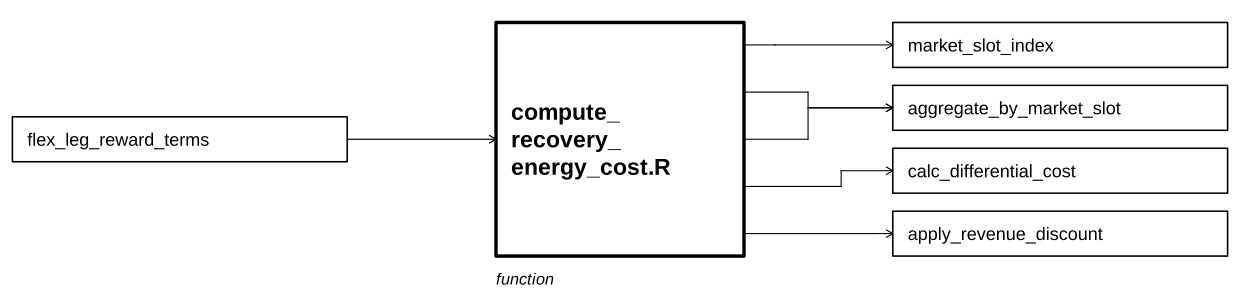 flex_leg_reward_terms
compute_
recovery_
energy_cost.R
function
market_slot_index
aggregate_by_market_slot
calc_differential_cost
apply_revenue_discount